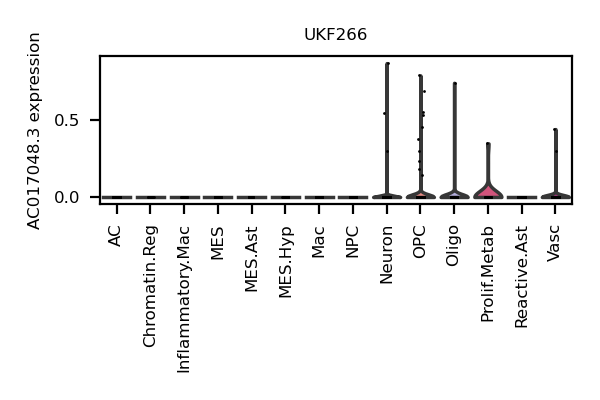 UKF266
AC017048.3 expression
0.5
0.0
AC
Chromatin.Reg
Inflammatory.Mac
MES
MES.Ast
MES.Hyp
Mac
NPC
Neuron
OPC
Oligo
Prolif.Metab
Reactive.Ast
Vasc